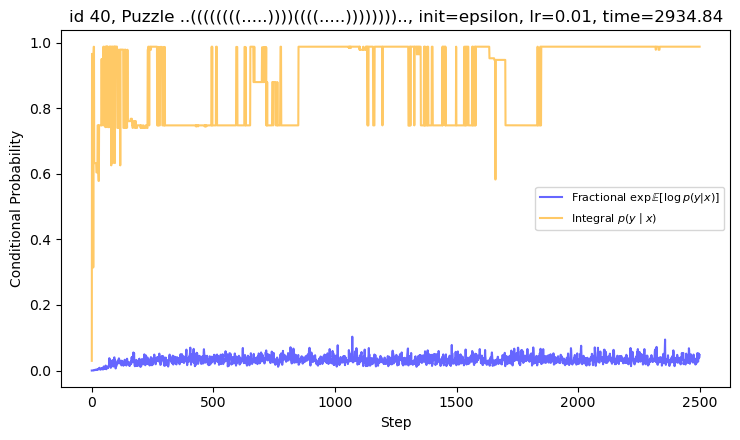 id 40, Puzzle ..((((((((.....))))((((.....)))))))).., init=epsilon, lr=0.01, time=2934.84
1.0
0.8
0.6
0.4
0.2
0.0
Conditional Probability
Fractional exp𝔼[log p(y|x)]
Integral p(y | x)
0
500
1000
1500
2000
2500
Step